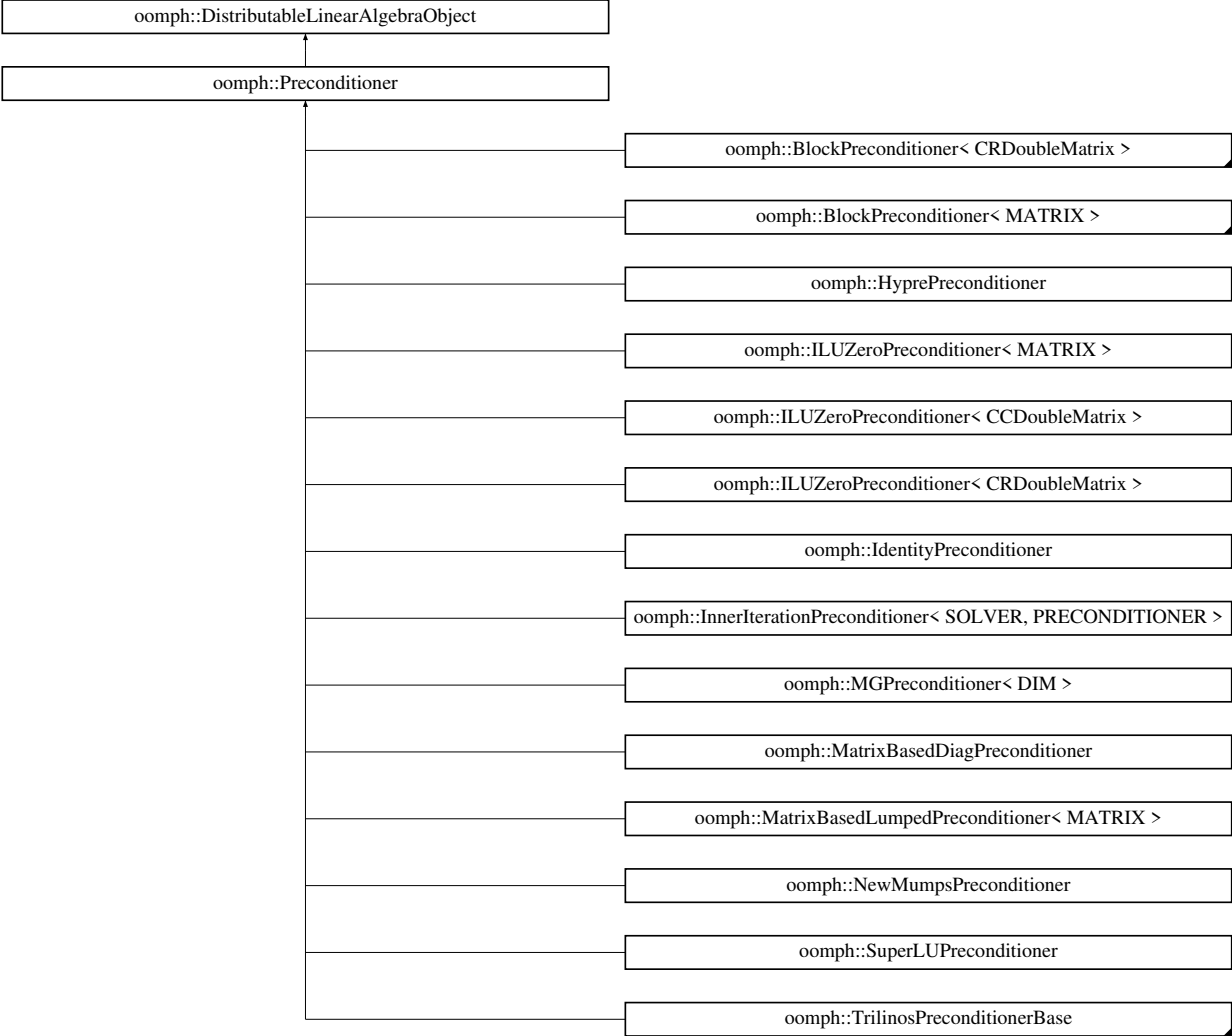 oomph::DistributableLinearAlgebraObject
oomph::Preconditioner
oomph::BlockPreconditioner< CRDoubleMatrix >
oomph::BlockPreconditioner< MATRIX >
oomph::HyprePreconditioner
oomph::ILUZeroPreconditioner< MATRIX >
oomph::ILUZeroPreconditioner< CCDoubleMatrix >
oomph::ILUZeroPreconditioner< CRDoubleMatrix >
oomph::IdentityPreconditioner
oomph::InnerIterationPreconditioner< SOLVER, PRECONDITIONER >
oomph::MGPreconditioner< DIM >
oomph::MatrixBasedDiagPreconditioner
oomph::MatrixBasedLumpedPreconditioner< MATRIX >
oomph::NewMumpsPreconditioner
oomph::SuperLUPreconditioner
oomph::TrilinosPreconditionerBase